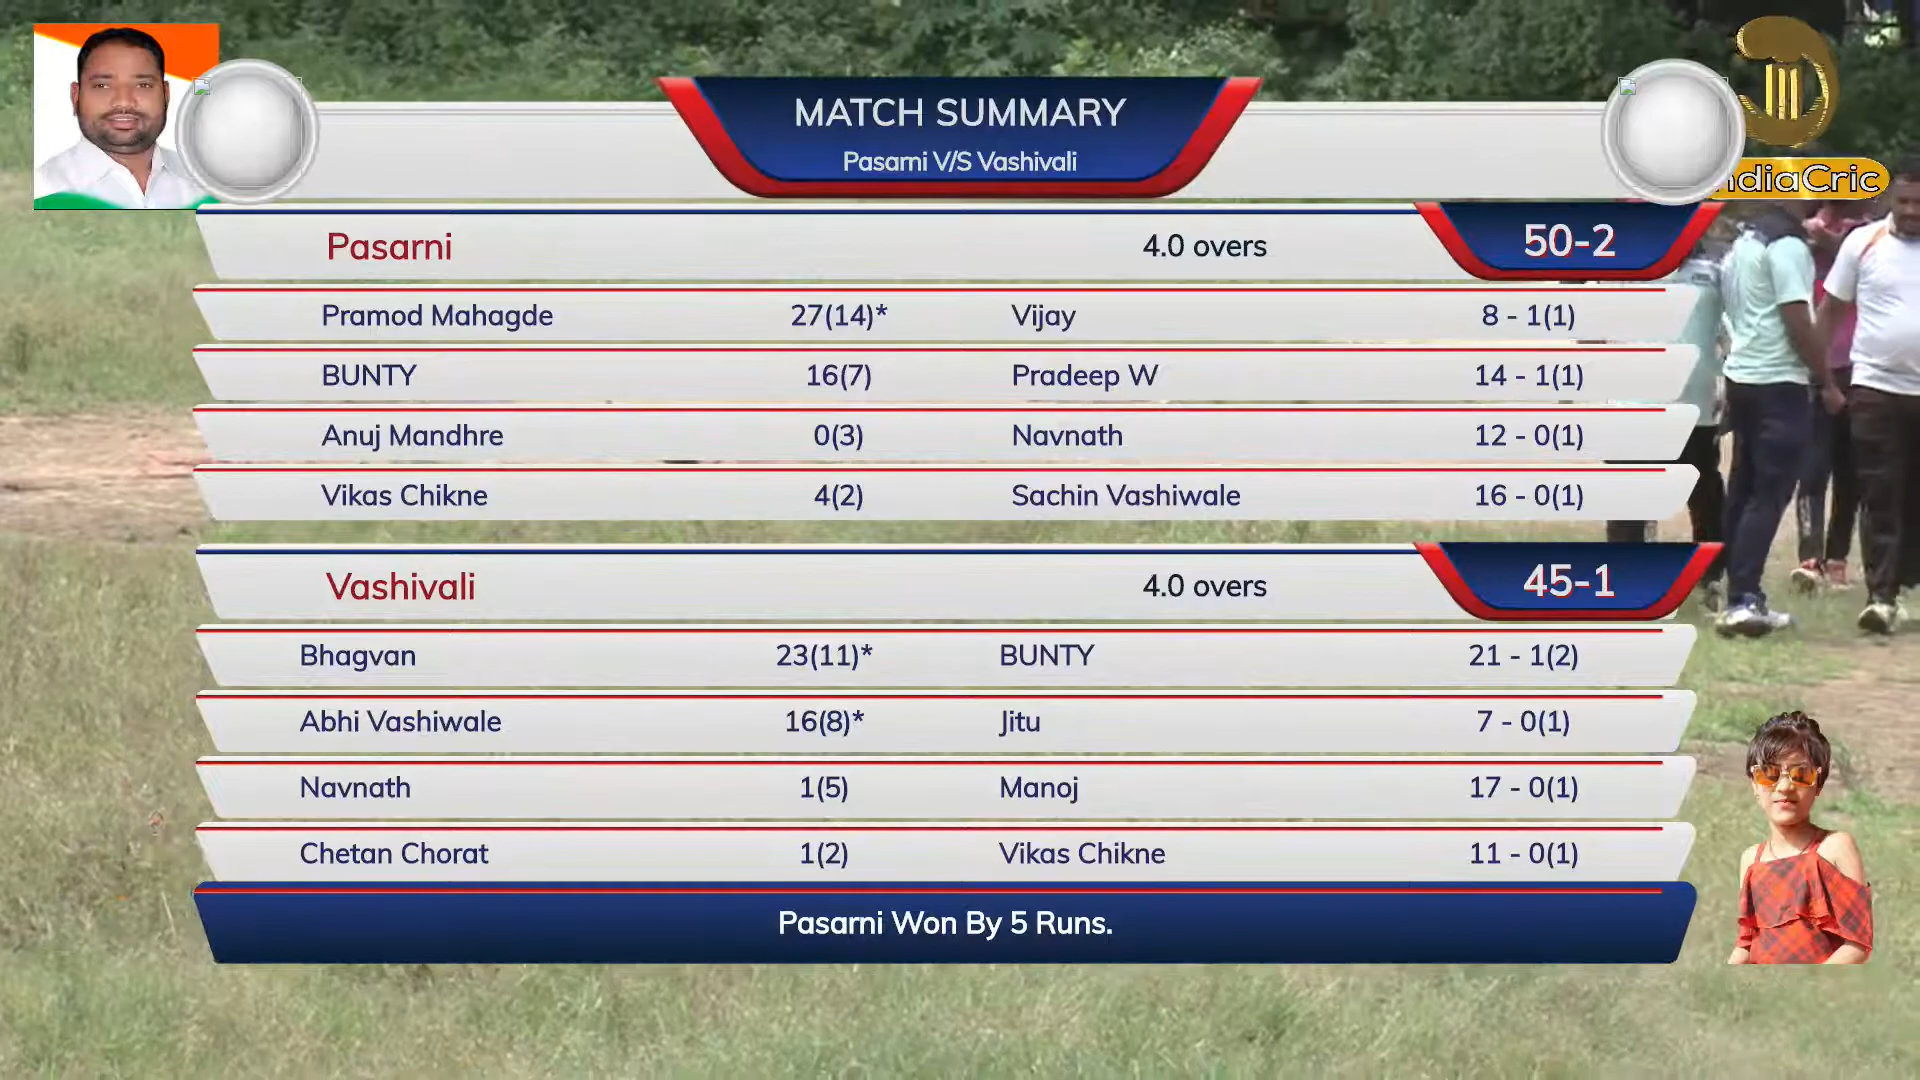 MATCH SUMMARY
Pasarni V/S Vashivali
ndiaCric
Pasarni 4.0 overs 50-2
Pramod Mahagde 27(14)* Vijay 8 - 1(1)
BUNTY 16(7) Pradeep W 14 - 1(1)
Anuj Mandhre 0(3) Navnath 12 - 0(1)
Vikas Chikne 4(2) Sachin Vashiwale 16 - 0(1)
Vashivali 4.0 overs 45-1
Bhagvan 23(11)* BUNTY 21 - 1(2)
Abhi Vashiwale 16(8)* Jitu 7 - 0(1)
Navnath 1(5) Manoj 17 - 0(1)
Chetan Chorat 1(2) Vikas Chikne 11 - 0(1)
Pasarni Won By 5 Runs.